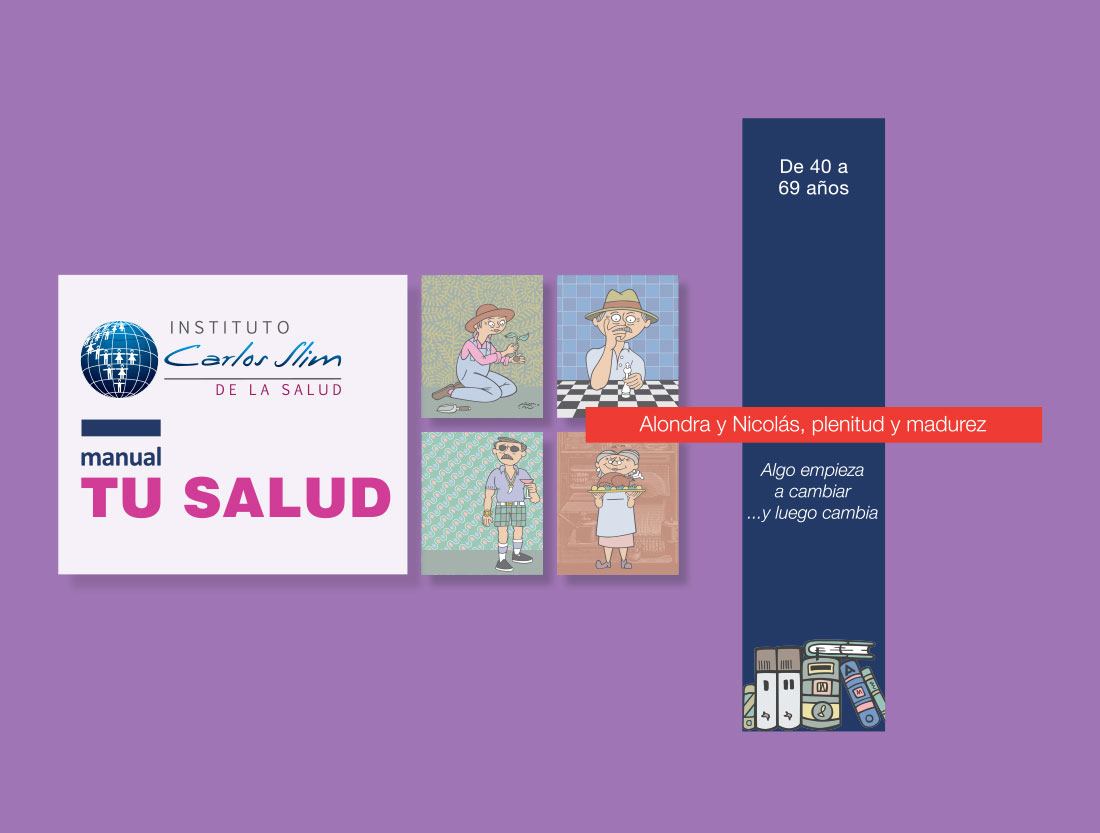 INSTITUTO
Carlos Slim
DE LA SALUD
manual
TU SALUD
De 40 a
69 años
Alondra y Nicolás, plenitud y madurez
Algo empieza
a cambiar
...y luego cambia